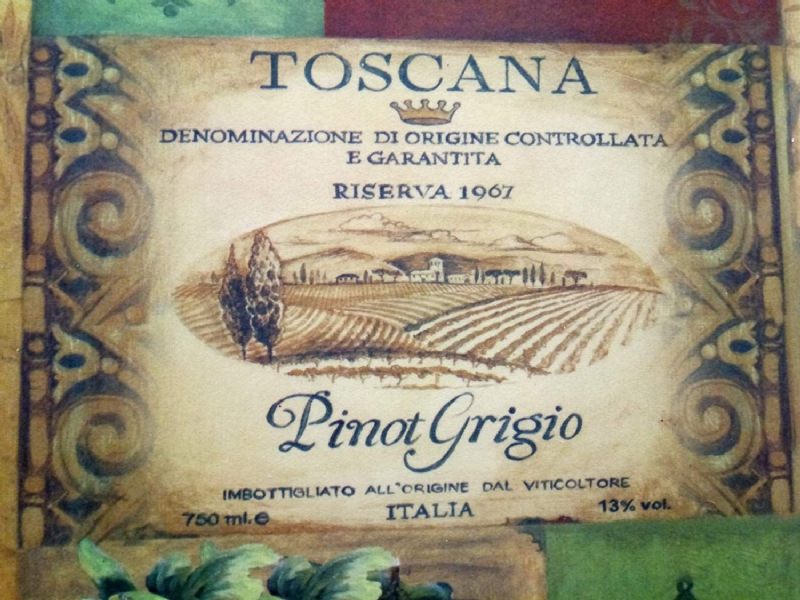 TOSCANA
DENOMINAZIONE DI ORIGINE CONTROLLATA
E GARANTITA
RISERVA 1967
Pinot Grigio
IMBOTTIGLIATO ALL'ORIGINE DAL VITICOLTORE
750 ml. e ITALIA 13% vol.